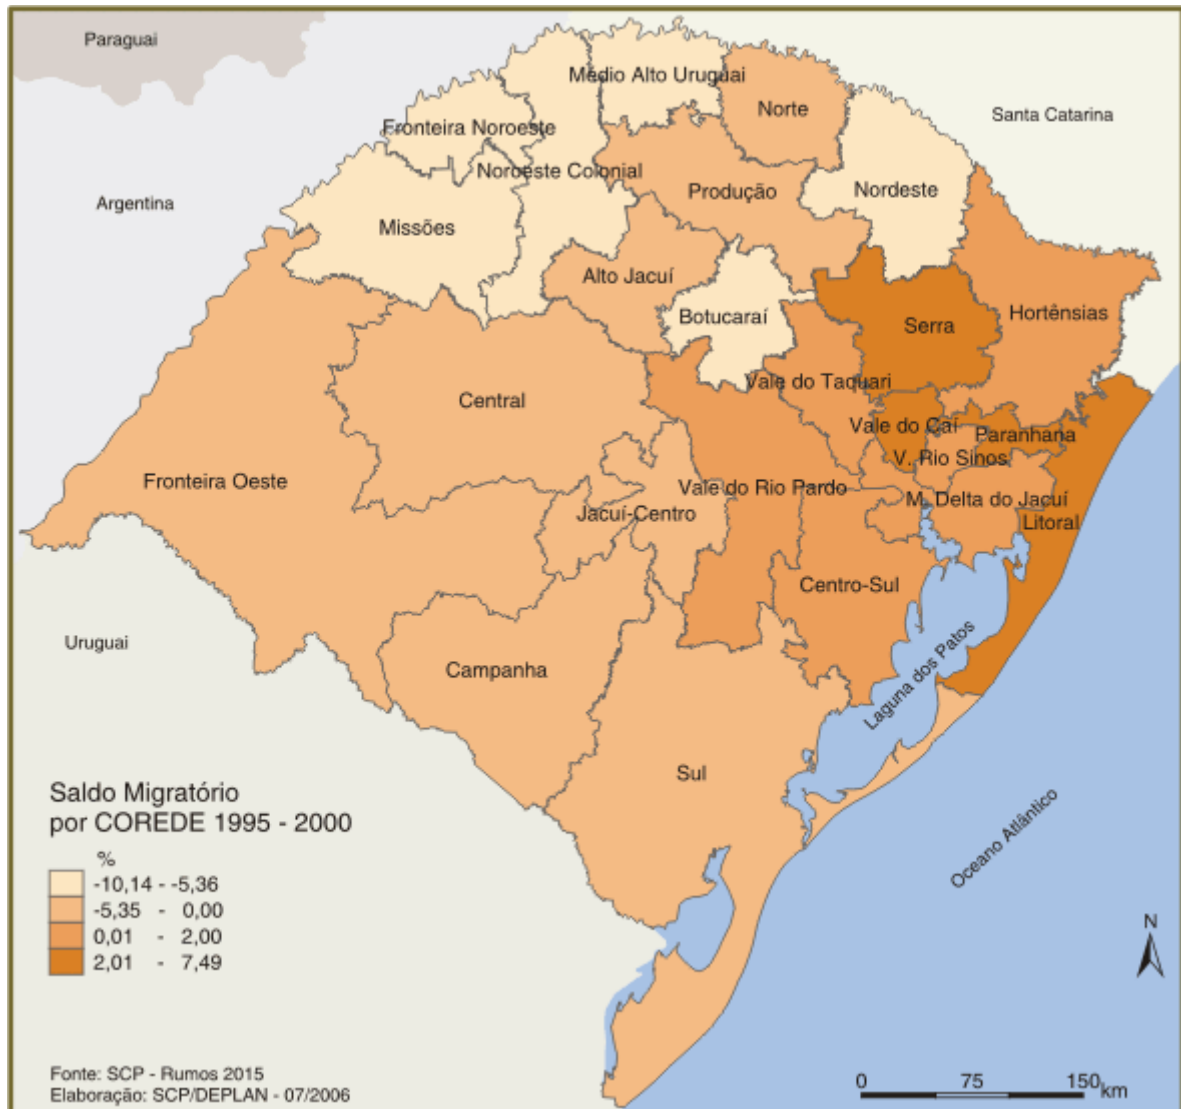 Paraguai
Médio Alto Uruguai
Norte
Santa Catarina
Fronteira Noroeste
Noroeste Colonial
Produção
Nordeste
Argentina
Missões
Alto Jacuí
Botucaraí
Serra
Hortênsias
Vale do Taquari
Central
Vale do Caí
Paranhana
V. Rio Sinos
Fronteira Oeste
Vale do Rio Pardo
M. Delta do Jacuí
Jacuí-Centro
Litoral
Centro-Sul
Uruguai
Campanha
Laguna dos Patos
Sul
Oceano Atlântico
Saldo Migratório
por COREDE 1995 - 2000
%
-10,14 - -5,36
-5,35 - 0,00
0,01 - 2,00
2,01 - 7,49
N
Fonte: SCP - Rumos 2015
Elaboração: SCP/DEPLAN - 07/2006
0 75 150 km